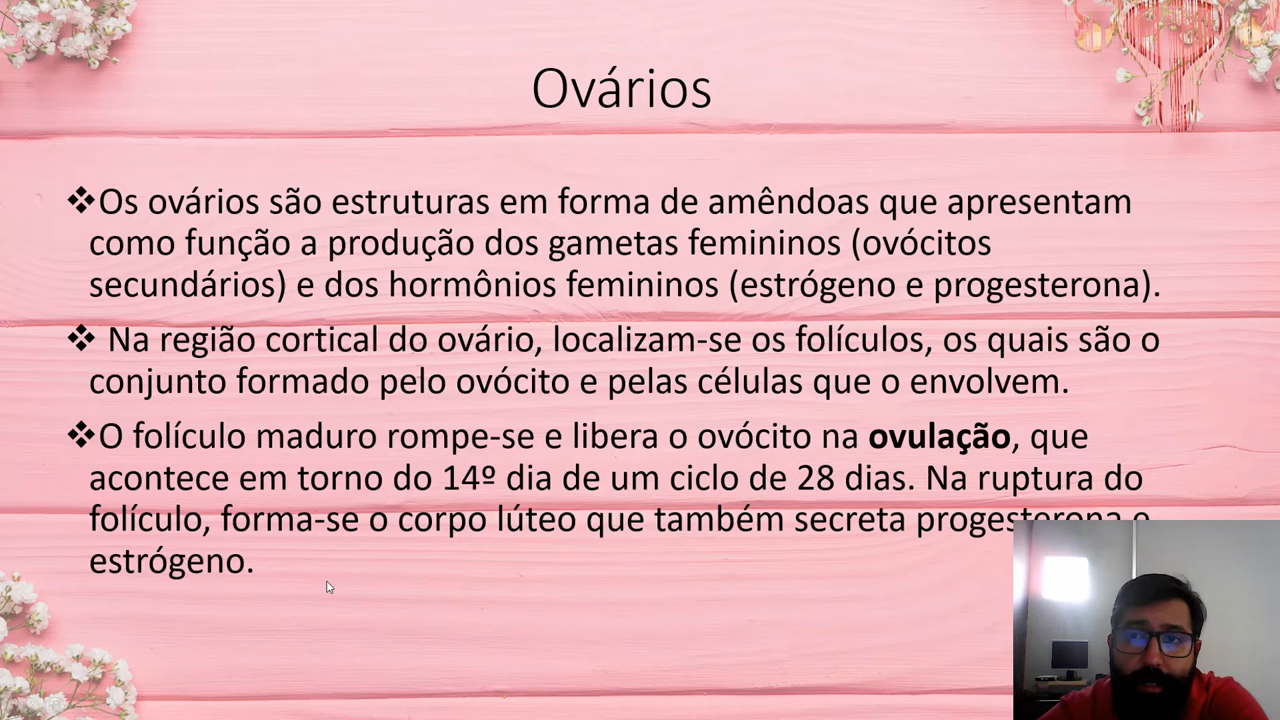 Ovários
❖Os ovários são estruturas em forma de amêndoas que apresentam
como função a produção dos gametas femininos (ovócitos
secundários) e dos hormônios femininos (estrógeno e progesterona).
❖ Na região cortical do ovário, localizam-se os folículos, os quais são o
conjunto formado pelo ovócito e pelas células que o envolvem.
❖O folículo maduro rompe-se e libera o ovócito na ovulação, que
acontece em torno do 14º dia de um ciclo de 28 dias. Na ruptura do
folículo, forma-se o corpo lúteo que também secreta progesterona e
estrógeno.